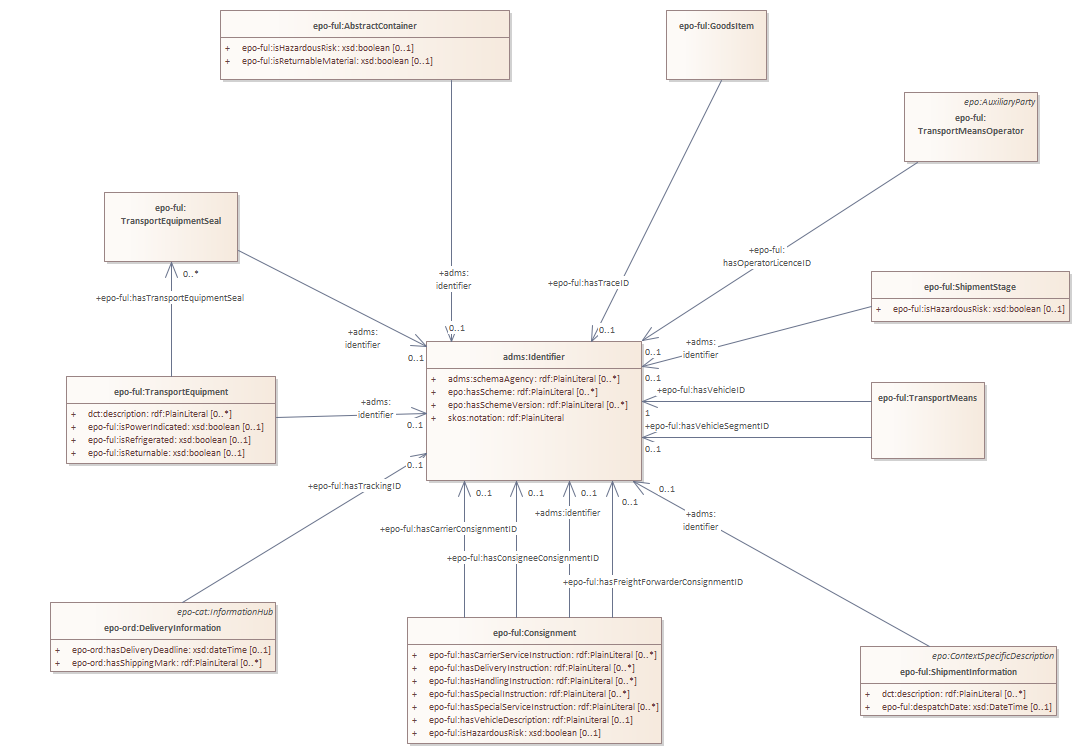 epo-ful:AbstractContainer
+ epo-ful:isHazardousRisk: xsd:boolean [0..1]
+ epo-ful:isReturnableMaterial: xsd:boolean [0..1]
epo-ful:GoodsItem
epo:AuxiliaryParty
epo-ful:
TransportMeansOperator
epo-ful:
TransportEquipmentSeal
0..*
+epo-ful:hasTransportEquipmentSeal
+adms:
identifier
0..1
+epo-ful:hasTraceID
0..1
+epo-ful:
hasOperatorLicenceID
0..1
epo-ful:ShipmentStage
+ epo-ful:isHazardousRisk: xsd:boolean [0..1]
+adms:
identifier
0..1
+adms:
identifier
0..1
adms:Identifier
+ adms:schemaAgency: rdf:PlainLiteral [0..*]
+ epo:hasScheme: rdf:PlainLiteral [0..*]
+ epo:hasSchemeVersion: rdf:PlainLiteral [0..*]
+ skos:notation: rdf:PlainLiteral
epo-ful:TransportEquipment
+ dct:description: rdf:PlainLiteral [0..*]
+ epo-ful:isPowerIndicated: xsd:boolean [0..1]
+ epo-ful:isRefrigerated: xsd:boolean [0..1]
+ epo-ful:isReturnable: xsd:boolean [0..1]
+adms:
identifier
0..1
+epo-ful:hasVehicleID
1
+epo-ful:hasVehicleSegmentID
0..1
epo-ful:TransportMeans
0..1
+epo-ful:hasTrackingID
0..1
+epo-ful:hasCarrierConsignmentID
0..1
+epo-ful:hasConsigneeConsignmentID
0..1
+adms:identifier
0..1
+epo-ful:hasFreightForwarderConsignmentID
0..1
+adms:
identifier
epo-cat:InformationHub
epo-ord:DeliveryInformation
+ epo-ord:hasDeliveryDeadline: xsd:dateTime [0..1]
+ epo-ord:hasShippingMark: rdf:PlainLiteral [0..*]
epo-ful:Consignment
+ epo-ful:hasCarrierServiceInstruction: rdf:PlainLiteral [0..*]
+ epo-ful:hasDeliveryInstruction: rdf:PlainLiteral [0..*]
+ epo-ful:hasHandlingInstruction: rdf:PlainLiteral [0..*]
+ epo-ful:hasSpecialInstruction: rdf:PlainLiteral [0..*]
+ epo-ful:hasSpecialServiceInstruction: rdf:PlainLiteral [0..*]
+ epo-ful:hasVehicleDescription: rdf:PlainLiteral [0..1]
+ epo-ful:isHazardousRisk: xsd:boolean [0..1]
epo:ContextSpecificDescription
epo-ful:ShipmentInformation
+ dct:description: rdf:PlainLiteral [0..*]
+ epo-ful:despatchDate: xsd:DateTime [0..1]